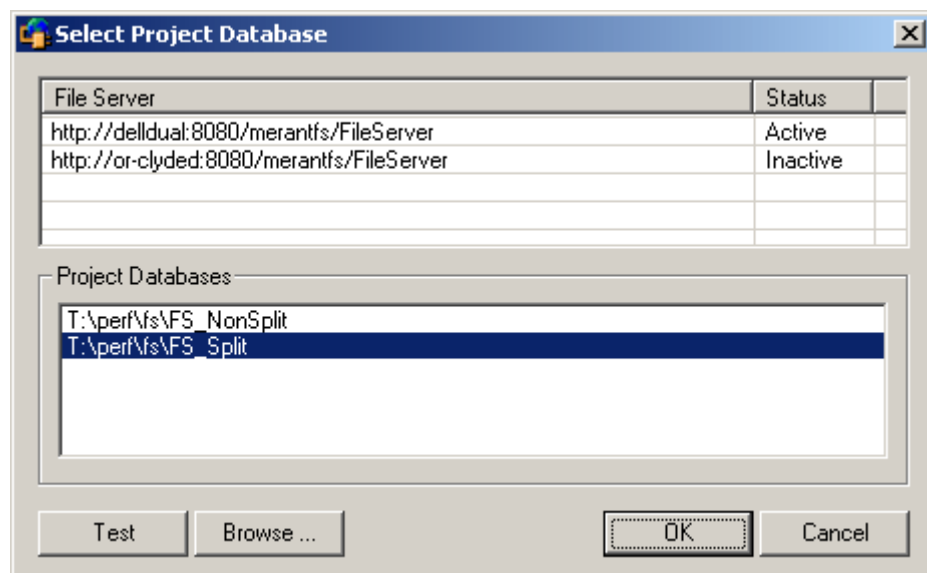 Select Project Database
File Server Status
http://delldual:8080/merantfs/FileServer Active
http://or-clyded:8080/merantfs/FileServer Inactive
Project Databases
T:\perf\fs\FS_NonSplit
T:\perf\fs\FS_Split
Test Browse ... OK Cancel